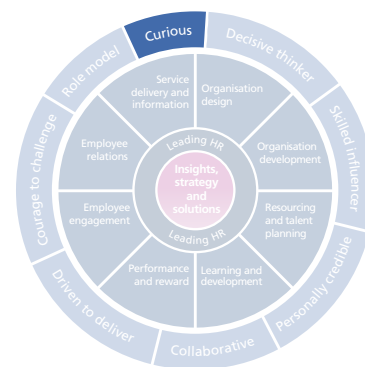 Curious
Decisive thinker
Skilled influencer
Personally credible
Collaborative
Driven to deliver
Courage to challenge
Role model
Service
delivery and
information
Organisation
design
Organisation
development
Resourcing
and talent
planning
Learning and
development
Performance
and reward
Employee
engagement
Employee
relations
Leading HR
Insights,
strategy
and
solutions
Leading HR